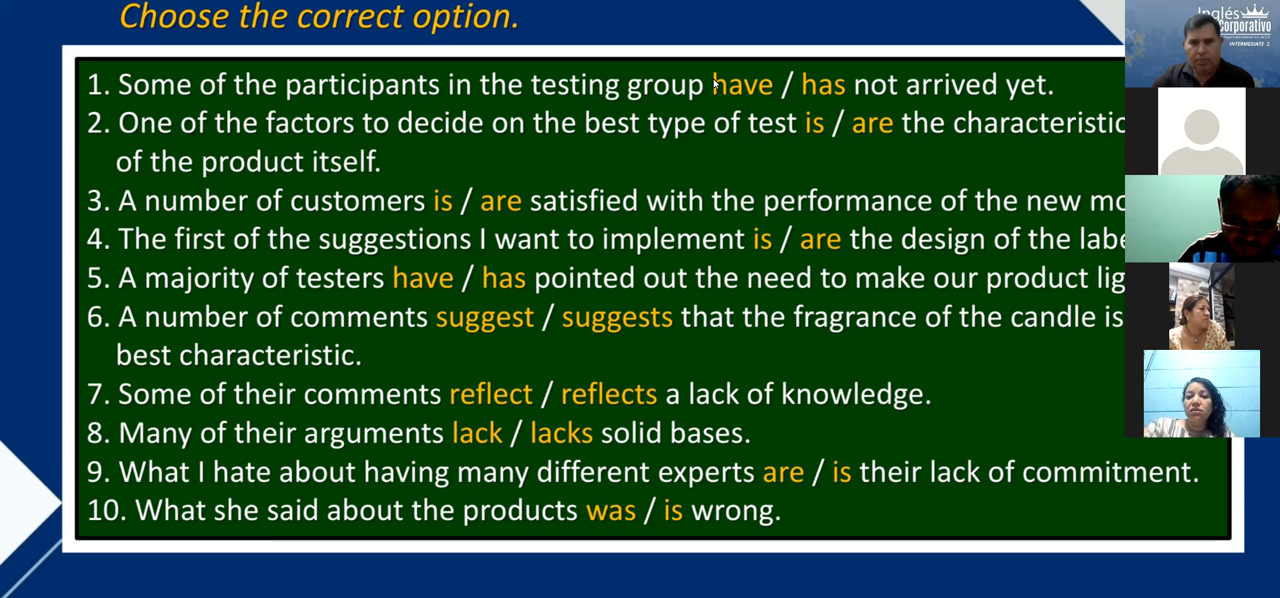 Choose the correct option.
Inglés
Corporativo
INTERMEDIATE 2
1. Some of the participants in the testing group have / has not arrived yet.
2. One of the factors to decide on the best type of test is / are the characteristic
of the product itself.
3. A number of customers is / are satisfied with the performance of the new
4. The first of the suggestions I want to implement is / are the design of the
5. A majority of testers have / has pointed out the need to make our product
6. A number of comments suggest / suggests that the fragrance of the candle is
best characteristic.
7. Some of their comments reflect / reflects a lack of knowledge.
8. Many of their arguments lack / lacks solid bases.
9. What I hate about having many different experts are / is their lack of commitment.
10. What she said about the products was / is wrong.